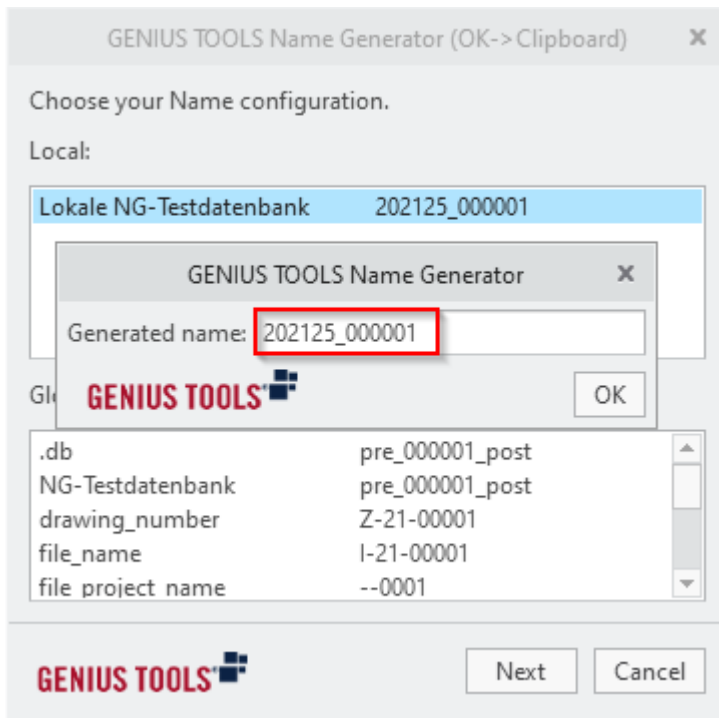 GENIUS TOOLS Name Generator (OK->Clipboard)
Choose your Name configuration.
Local:
Lokale NG-Testdatenbank 202125_000001
GENIUS TOOLS Name Generator
Generated name: 202125_000001
GENIUS TOOLS
OK
.db pre_000001_post
NG-Testdatenbank pre_000001_post
drawing_number Z-21-00001
file_name I-21-00001
file_project_name --0001
GENIUS TOOLS
Next Cancel